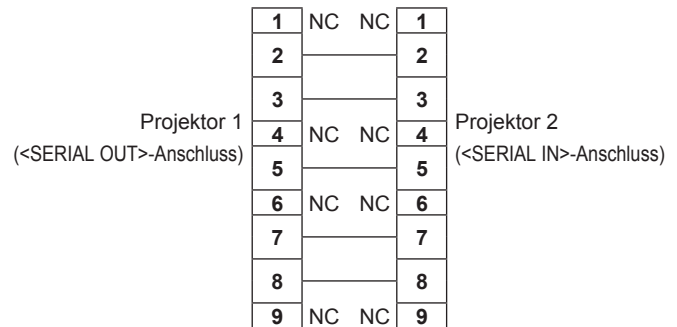 1 NC NC 1
2 2
3 3
Projektor 1 Projektor 2
(<SERIAL OUT>-Anschluss) 4 NC NC 4 (<SERIAL IN>-Anschluss)
5 5
6 NC NC 6
7 7
8 8
9 NC NC 9